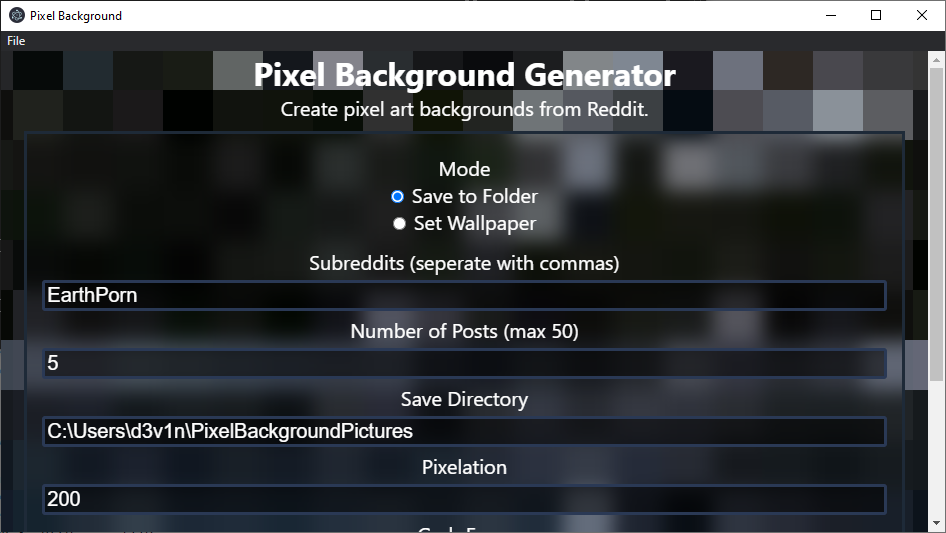 Pixel Background
File
Pixel Background Generator
Create pixel art backgrounds from Reddit.
Mode
Save to Folder
Set Wallpaper
Subreddits (seperate with commas)
EarthPorn
Number of Posts (max 50)
5
Save Directory
C:\Users\d3v1n\PixelBackgroundPictures
Pixelation
200